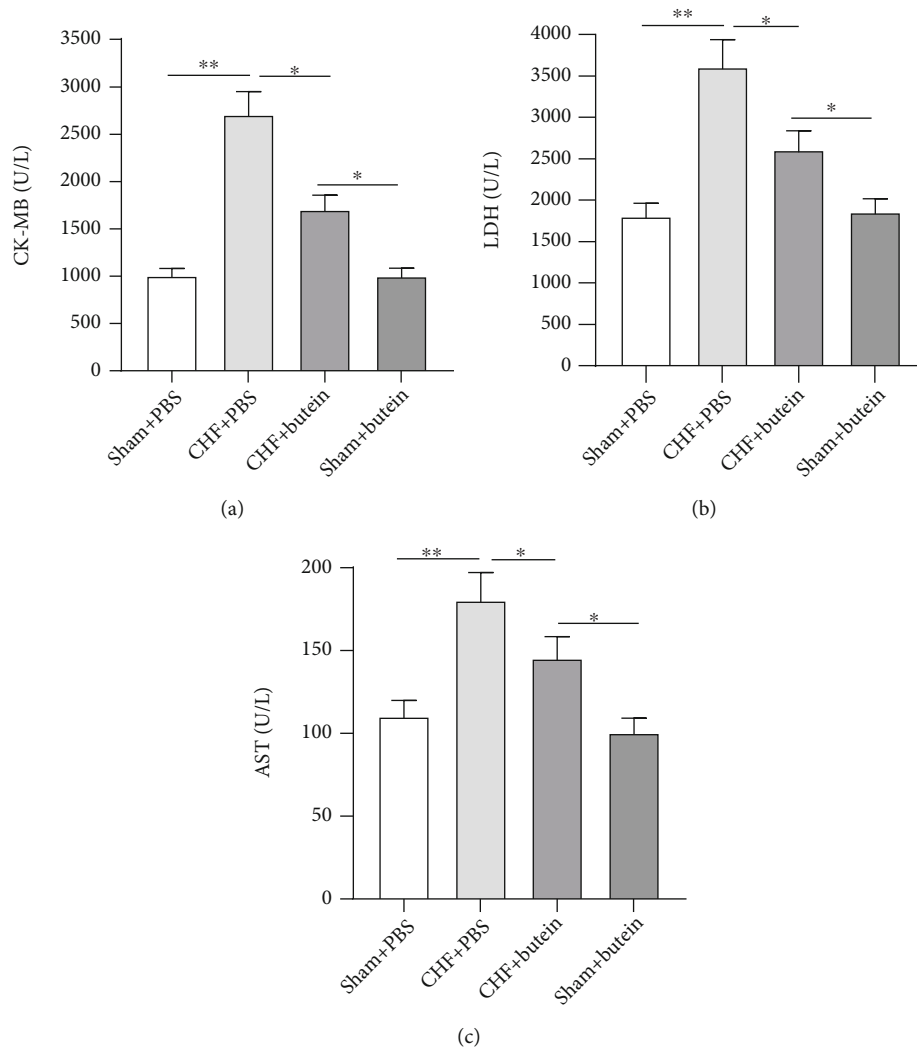 3500
3000
2500
2000
1500
1000
500
0
CK-MB (U/L)
**
*
*
Sham+PBS
CHF+PBS
CHF+butein
Sham+butein
(a)
4000
3500
3000
2500
2000
1500
1000
500
0
LDH (U/L)
**
*
*
Sham+PBS
CHF+PBS
CHF+butein
Sham+butein
(b)
200
150
100
50
0
AST (U/L)
**
*
*
Sham+PBS
CHF+PBS
CHF+butein
Sham+butein
(c)